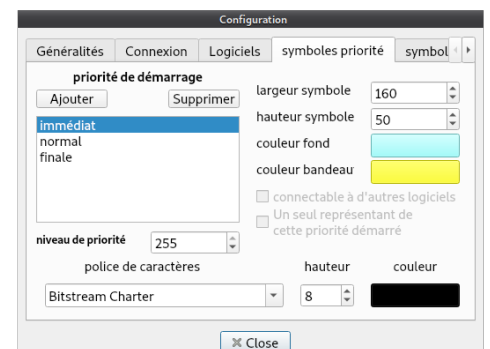 Configuration
Généralités Connexion Logiciels symboles priorité symbol
priorité de démarrage
Ajouter Supprimer
immédiat
normal
finale
niveau de priorité 255
largeur symbole 160
hauteur symbole 50
couleur fond
couleur bandeau
connectable à d'autres logiciels
Un seul représentant de
cette priorité démarré
police de caractères hauteur couleur
Bitstream Charter 8
Close